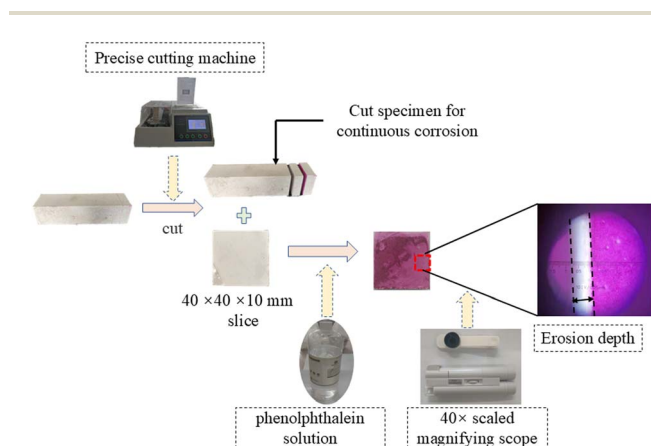 Precise cutting machine
Cut specimen for
continuous corrosion
cut
40 ×40 ×10 mm
slice
Erosion depth
phenolphthalein
solution
40× scaled
magnifying scope